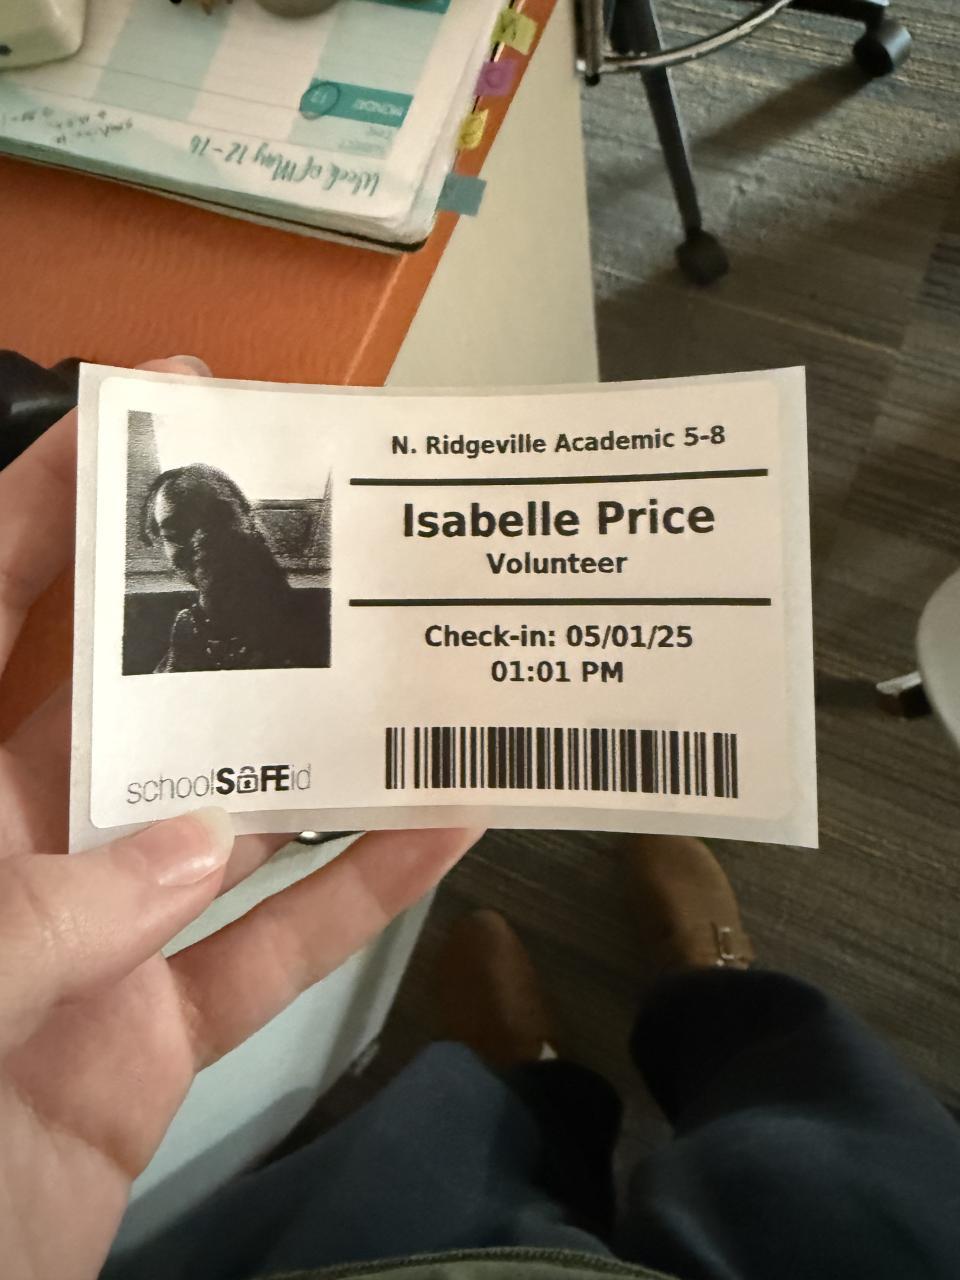 Week of May 12-16
MONDAY
N. Ridgeville Academic 5-8
Isabelle Price
Volunteer
Check-in: 05/01/25
01:01 PM
schoolSAFEid